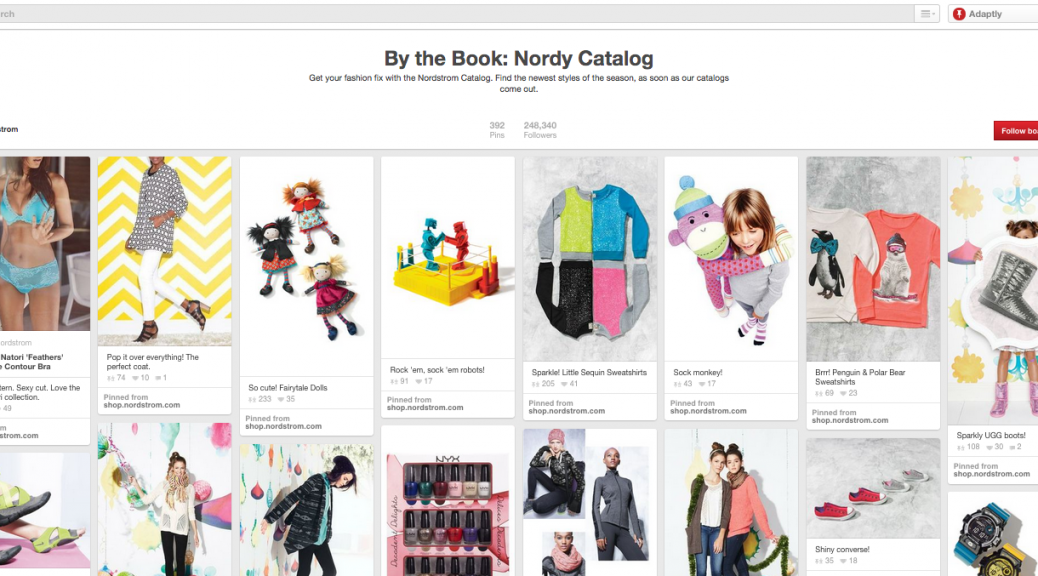 rch
Adaptly
By the Book: Nordy Catalog
Get your fashion fix with the Nordstrom Catalog. Find the newest styles of the season, as soon as our catalogs
come out.
strom
392
Pins
248,340
Followers
Follow boa
ordstrom
Natori 'Feathers'
e Contour Bra
tern. Sexy cut. Love the
ri collection.
49
m
strom.com
Pop it over everything! The
perfect coat.
74 10 1
Pinned from
shop.nordstrom.com
So cute! Fairytale Dolls
233 35
Pinned from
shop.nordstrom.com
Rock 'em, sock 'em robots!
91 17
Pinned from
shop.nordstrom.com
Sparkle! Little Sequin Sweatshirts
205 41
Pinned from
shop.nordstrom.com
Sock monkey!
43 17
Pinned from
shop.nordstrom.com
Brrr! Penguin & Polar Bear
Sweatshirts
69 23
Pinned from
shop.nordstrom.com
Sparkly UGG boots!
108 30 2
Pinned from
shop.nordstrom.com
NYX
Shiny converse!
35 18